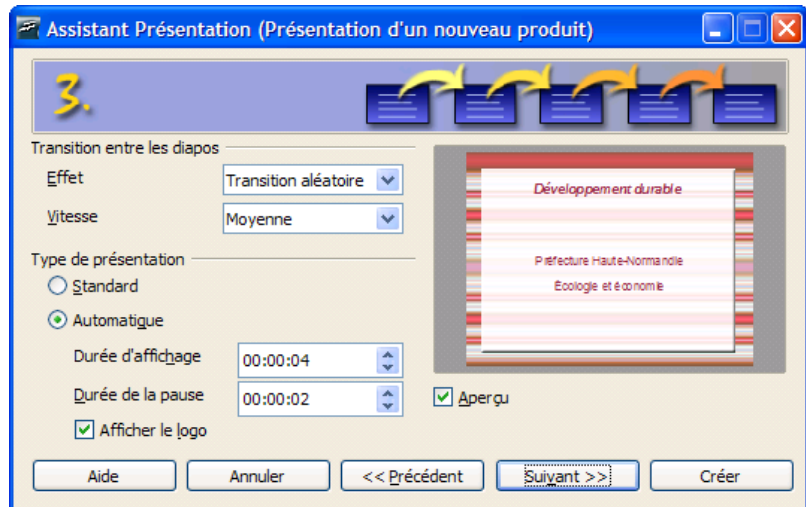 Assistant Présentation (Présentation d'un nouveau produit)
3.
Transition entre les diapos
Effet
Transition aléatoire
Vitesse
Moyenne
Type de présentation
Standard
Automatique
Durée d'affichage
00:00:04
Durée de la pause
00:00:02
Afficher le logo
Développement durable
Préfecture Haute-Normandie
Écologie et économie
Aperçu
Aide
Annuler
<< Précédent
Suivant >>
Créer